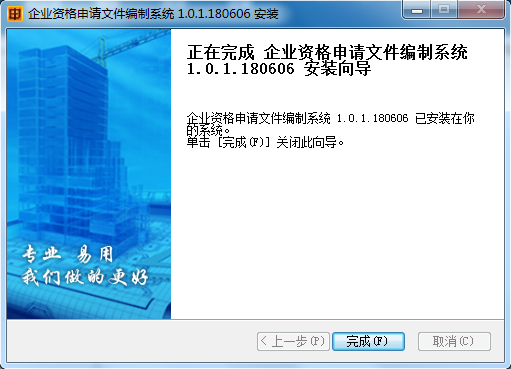 企业资格申请文件编制系统 1.0.1.180606 安装
正在完成 企业资格申请文件编制系统
1.0.1.180606 安装向导
企业资格申请文件编制系统 1.0.1.180606 已安装在你
的系统。
单击 [完成(F)] 关闭此向导。
专业 易用
我们做的更好
< 上一步(P)
完成(F)
取消(C)